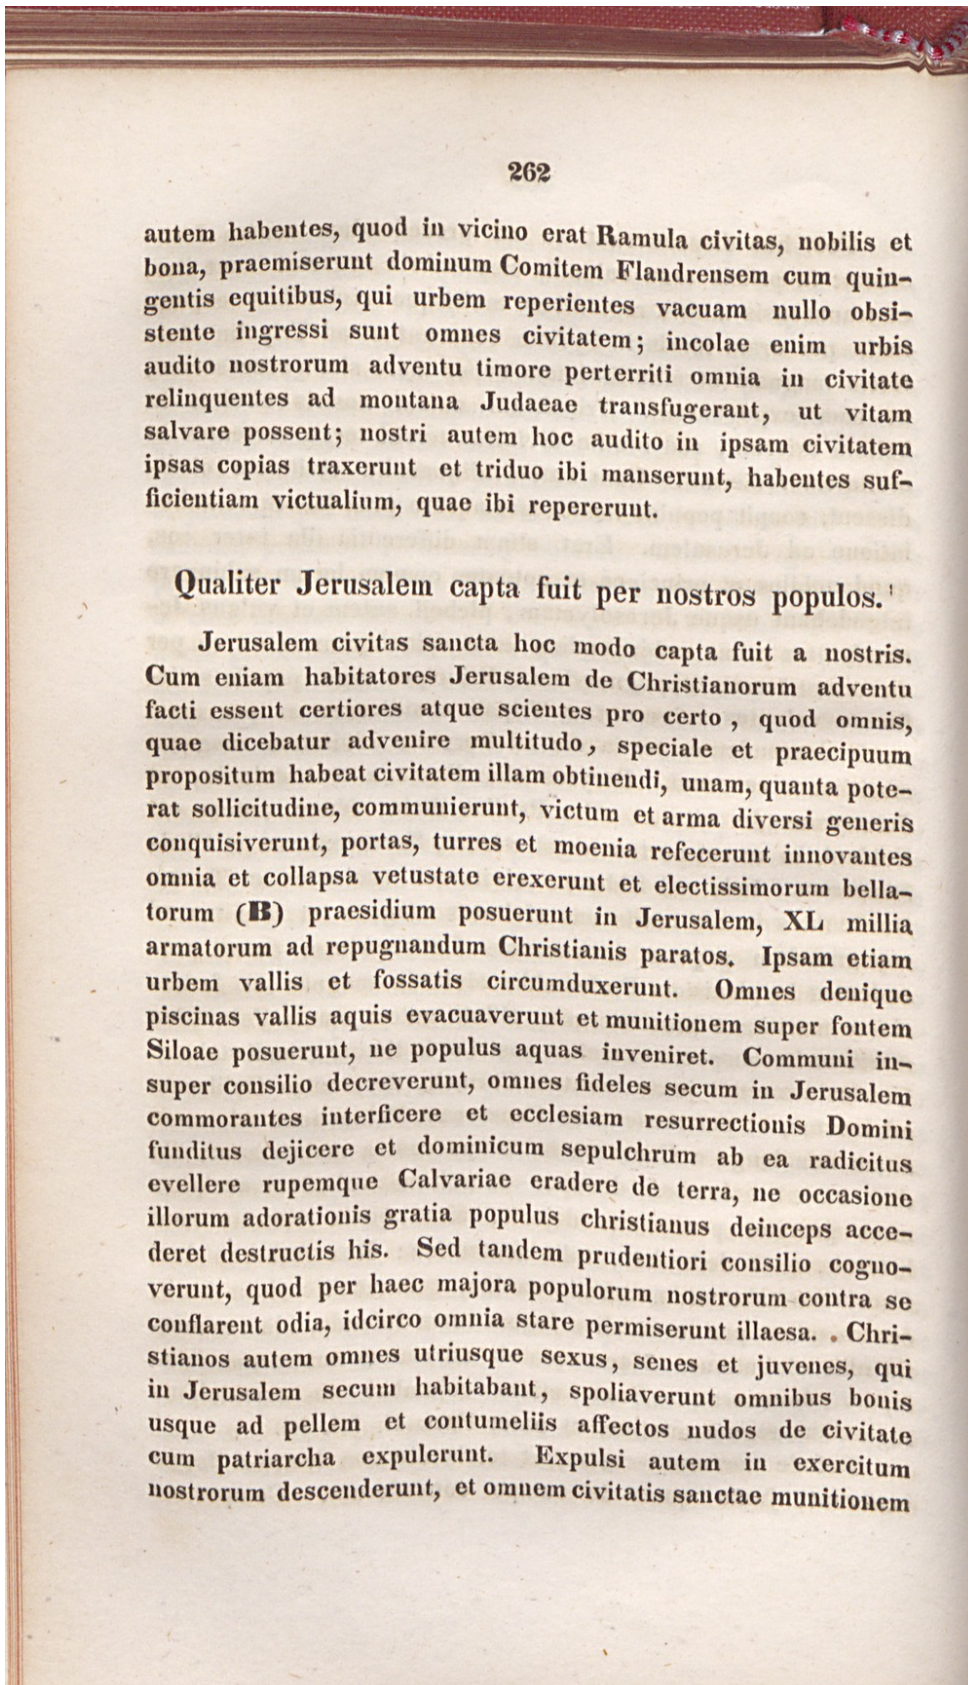 262
autem habentes, quod in vicino erat Ramula civitas, nobilis et
bona, praemiserunt dominum Comitem Flandrensem cum quin-
gentis equitibus, qui urbem reperientes vacuam nullo obsi-
stente ingressi sunt omnes civitatem; incolae enim urbis
audito nostrorum adventu timore perterriti omnia in civitate
relinquentes ad montana Judaeae transfugerant, ut vitam
salvare possent; nostri autem hoc audito in ipsam civitatem
ipsas copias traxerunt et triduo ibi manserunt, habentes suf-
ficientiam victualium, quae ibi repererunt.
Qualiter Jerusalem capta fuit per nostros populos.
Jerusalem civitas sancta hoc modo capta fuit a nostris.
Cum eniam habitatores Jerusalem de Christianorum adventu
facti essent certiores atque scientes pro certo, quod omnis,
quae dicebatur advenire multitudo, speciale et praecipuum
propositum habeat civitatem illam obtinendi, unam, quanta pote-
rat sollicitudine, communierunt, victum et arma diversi generis
conquisiverunt, portas, turres et moenia refecerunt innovantes
omnia et collapsa vetustate erexerunt et electissimorum bella-
torum (B) praesidium posuerunt in Jerusalem, XL millia
armatorum ad repugnandum Christianis paratos. Ipsam etiam
urbem vallis et fossatis circumduxerunt. Omnes denique
piscinas vallis aquis evacuaverunt et munitionem super fontem
Siloae posuerunt, ne populus aquas inveniret. Communi in-
super consilio decreverunt, omnes fideles secum in Jerusalem
commorantes interficere et ecclesiam resurrectionis Domini
funditus dejicere et dominicum sepulchrum ab ea radicitus
evellere rupemque Calvariae eradere de terra, ne occasione
illorum adorationis gratia populus christianus deinceps acce-
deret destructis his. Sed tandem prudentiori consilio cogno-
verunt, quod per haec majora populorum nostrorum contra se
conflarent odia, idcirco omnia stare permiserunt illaesa. Chri-
stianos autem omnes utriusque sexus, senes et juvenes, qui
in Jerusalem secum habitabant, spoliaverunt omnibus bonis
usque ad pellem et contumeliis affectos nudos de civitate
cum patriarcha expulerunt. Expulsi autem in exercitum
nostrorum descenderunt, et omnem civitatis sanctae munitionem